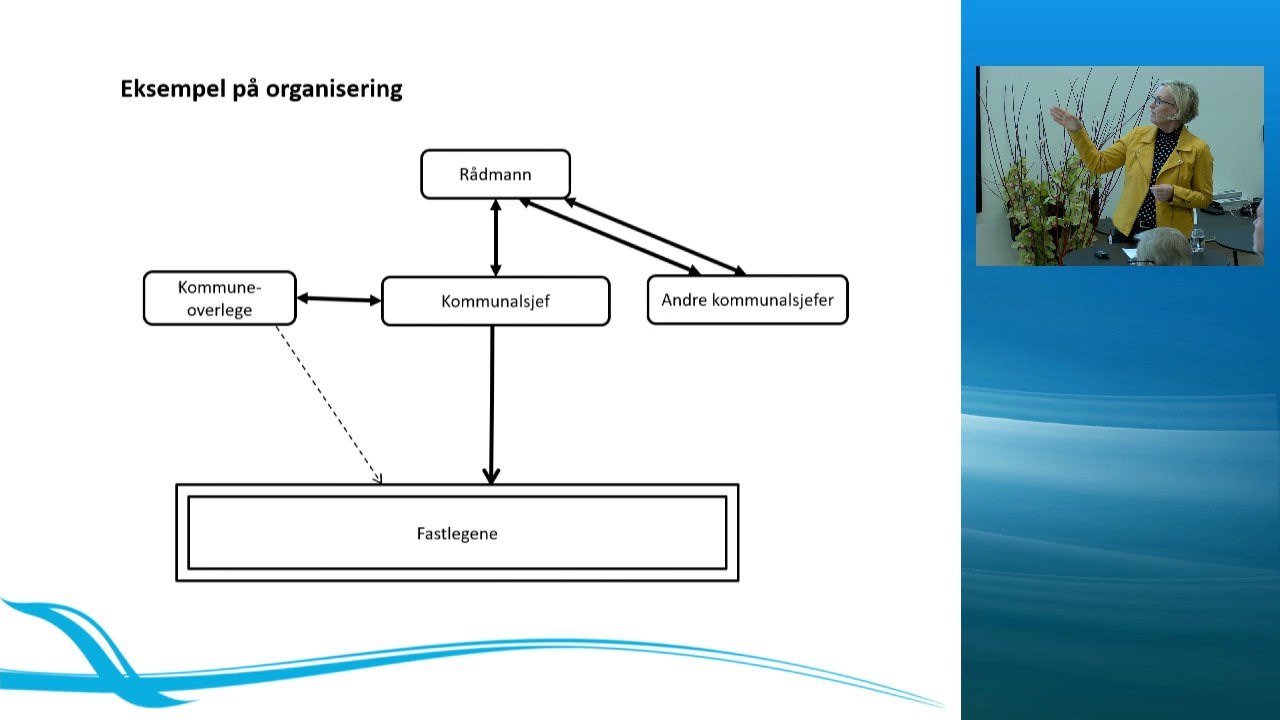 Eksempel på organisering
Rådmann
Kommune-
overlege
Kommunalsjef
Andre kommunalsjefer
Fastlegene